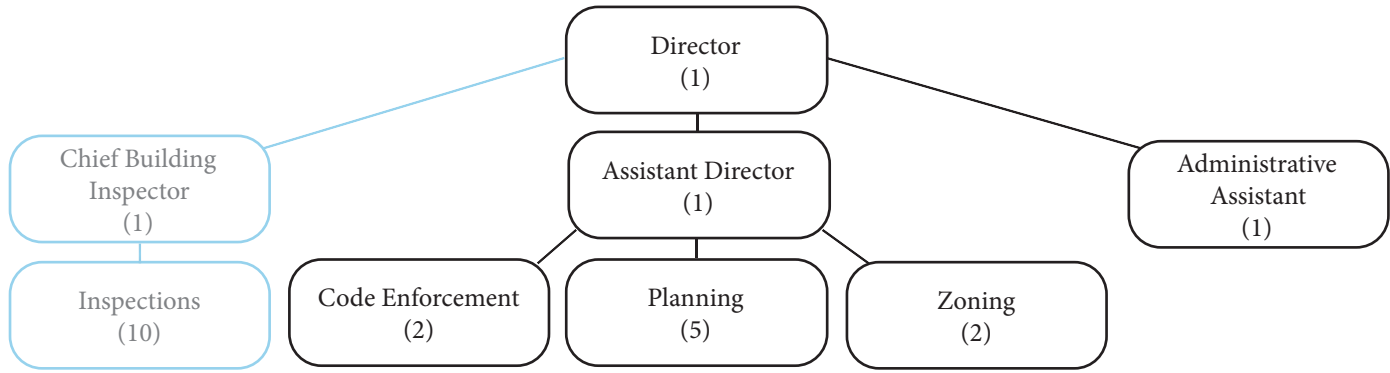 Director
(1)
Chief Building
Inspector
(1)
Assistant Director
(1)
Administrative
Assistant
(1)
Inspections
(10)
Code Enforcement
(2)
Planning
(5)
Zoning
(2)